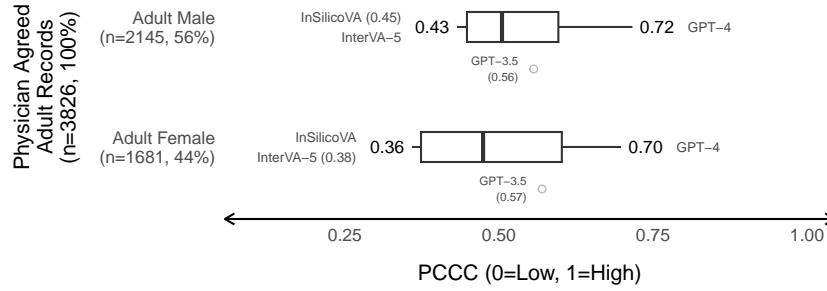 Physician Agreed
Adult Records
(n=3826, 100%)
Adult Male
(n=2145, 56%)
InSilicoVA (0.45)
InterVA−5
0.43
0.72
GPT−4
GPT−3.5
(0.56)
Adult Female
(n=1681, 44%)
InSilicoVA
InterVA−5 (0.38)
0.36
0.70
GPT−4
GPT−3.5
(0.57)
0.25
0.50
0.75
1.00
PCCC (0=Low, 1=High)